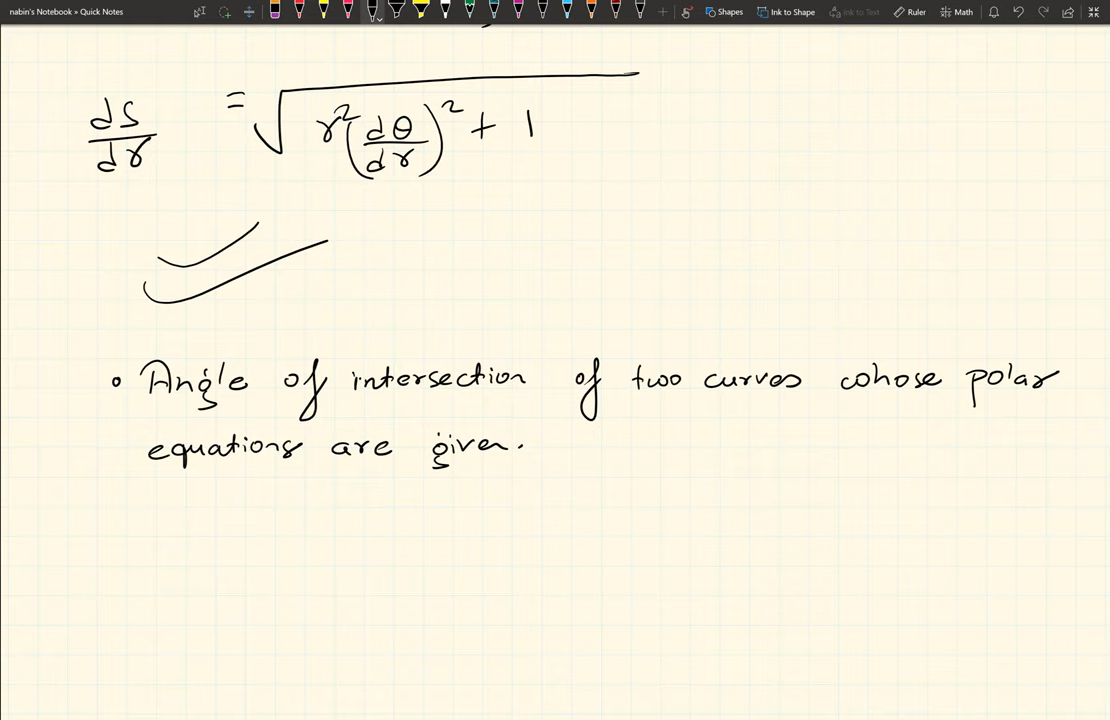 nabin's Notebook » Quick Notes
Shapes Ink to Shape Ink to Text Ruler Math
ds/dr = √(r²(dθ/dr)² + 1)
• Angle of intersection of two curves whose polar
equations are given.